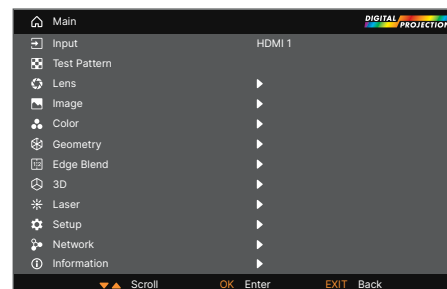 Main
DIGITAL PROJECTION
Input HDMI 1
Test Pattern
Lens
Image
Color
Geometry
Edge Blend
3D
Laser
Setup
Network
Information
Scroll OK Enter EXIT Back